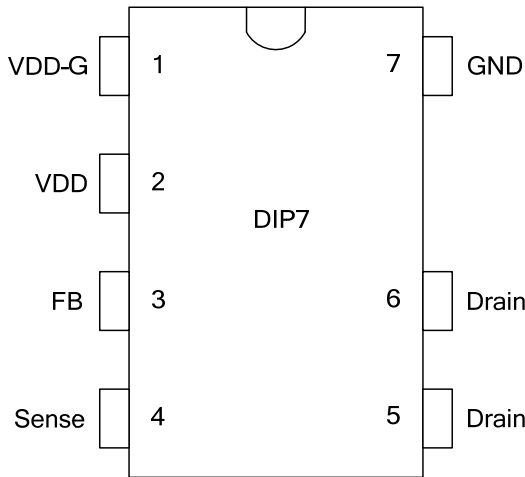 VDD-G 1 7 GND
VDD 2
DIP7
FB 3 6 Drain
Sense 4 5 Drain